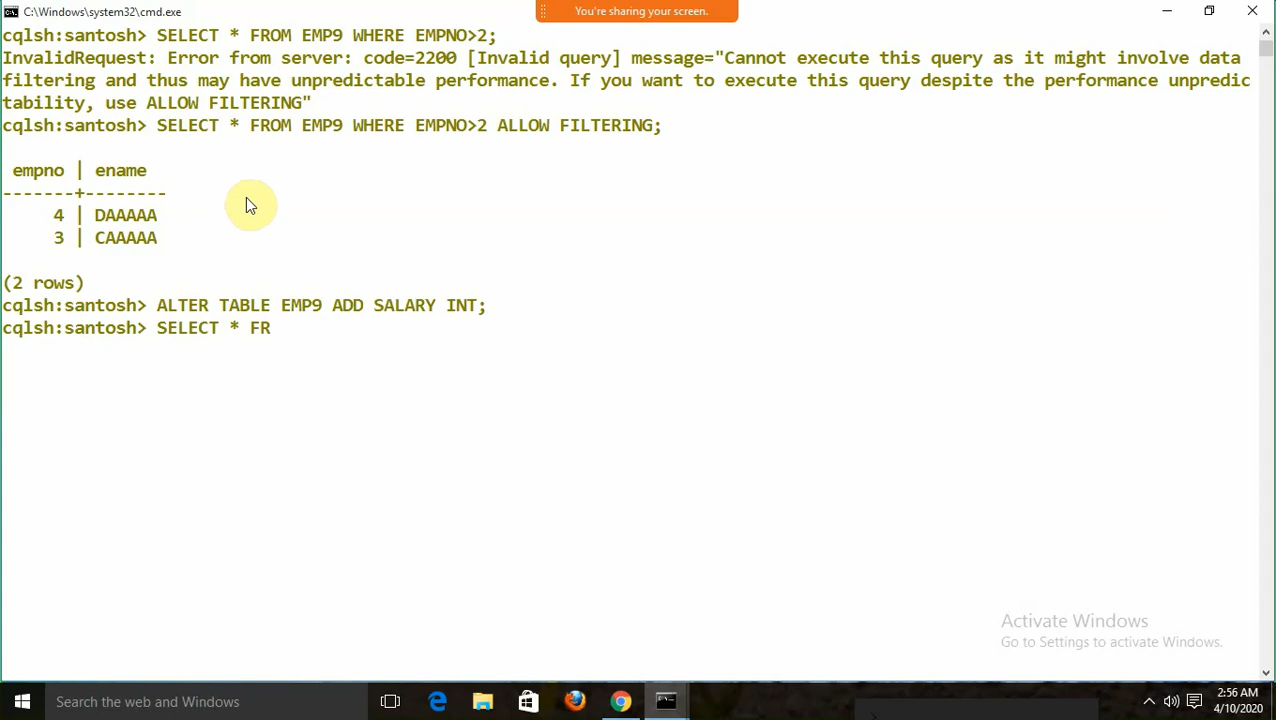 C:\Windows\system32\cmd.exe
You're sharing your screen.
cqlsh:santosh> SELECT * FROM EMP9 WHERE EMPNO>2;
InvalidRequest: Error from server: code=2200 [Invalid query] message="Cannot execute this query as it might involve data
filtering and thus may have unpredictable performance. If you want to execute this query despite the performance unpredic
tability, use ALLOW FILTERING"
cqlsh:santosh> SELECT * FROM EMP9 WHERE EMPNO>2 ALLOW FILTERING;
empno | ename
-------+--------
4 | DAAAAA
3 | CAAAAA
(2 rows)
cqlsh:santosh> ALTER TABLE EMP9 ADD SALARY INT;
cqlsh:santosh> SELECT * FR
Activate Windows
Go to Settings to activate Windows.
Search the web and Windows
2:56 AM
4/10/2020